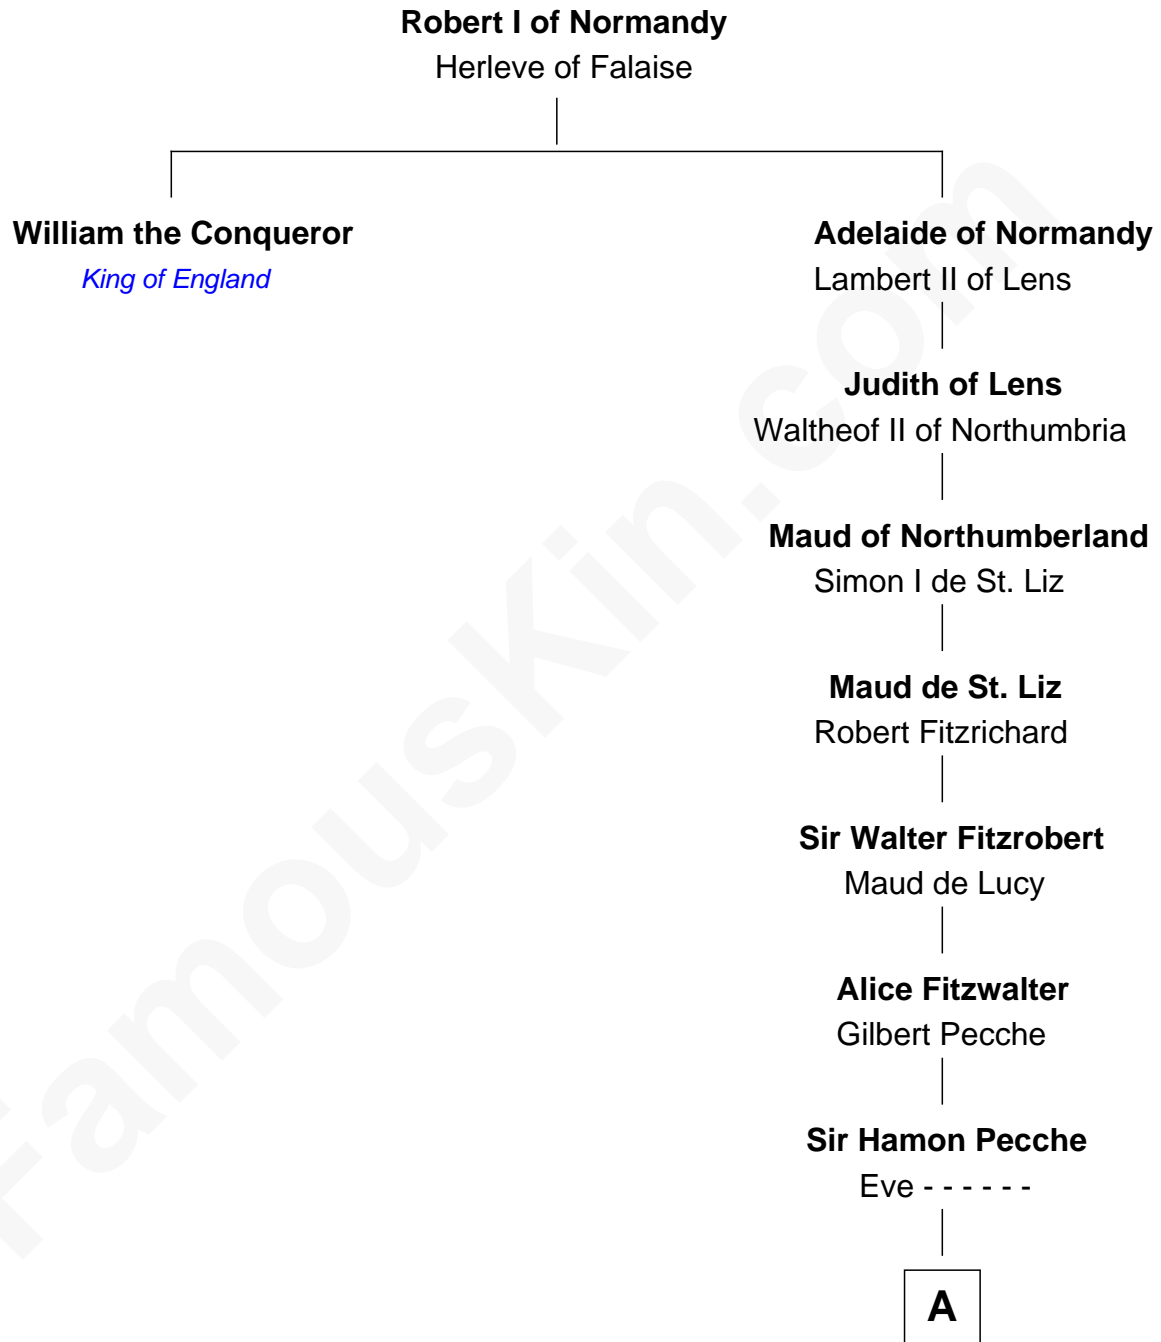 Robert I of Normandy
Herleve of Falaise
William the Conqueror
King of England
Adelaide of Normandy
Lambert II of Lens
Judith of Lens
Waltheof II of Northumbria
Maud of Northumberland
Simon I de St. Liz
Maud de St. Liz
Robert Fitzrichard
Sir Walter Fitzrobert
Maud de Lucy
Alice Fitzwalter
Gilbert Pecche
Sir Hamon Pecche
Eve - - - - - -
A
FamousKin.com